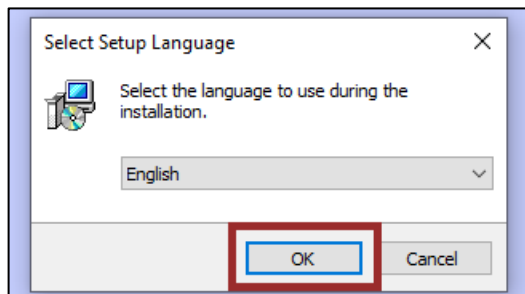 Select Setup Language
Select the language to use during the
installation.
English
OK
Cancel